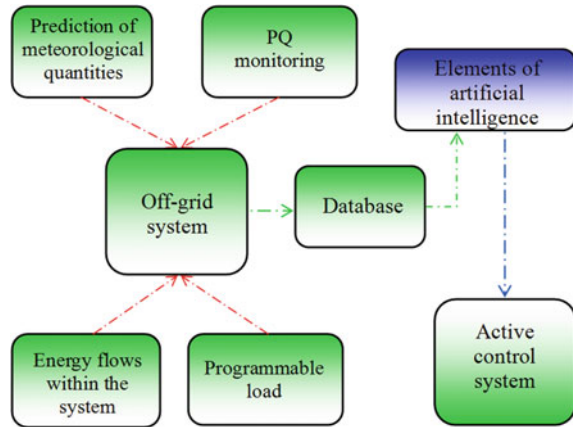 Prediction of
meteorological
quantities
PQ
monitoring
Elements of
artificial
intelligence
Off-grid
system
Database
Energy flows
within the
system
Programmable
load
Active
control
system